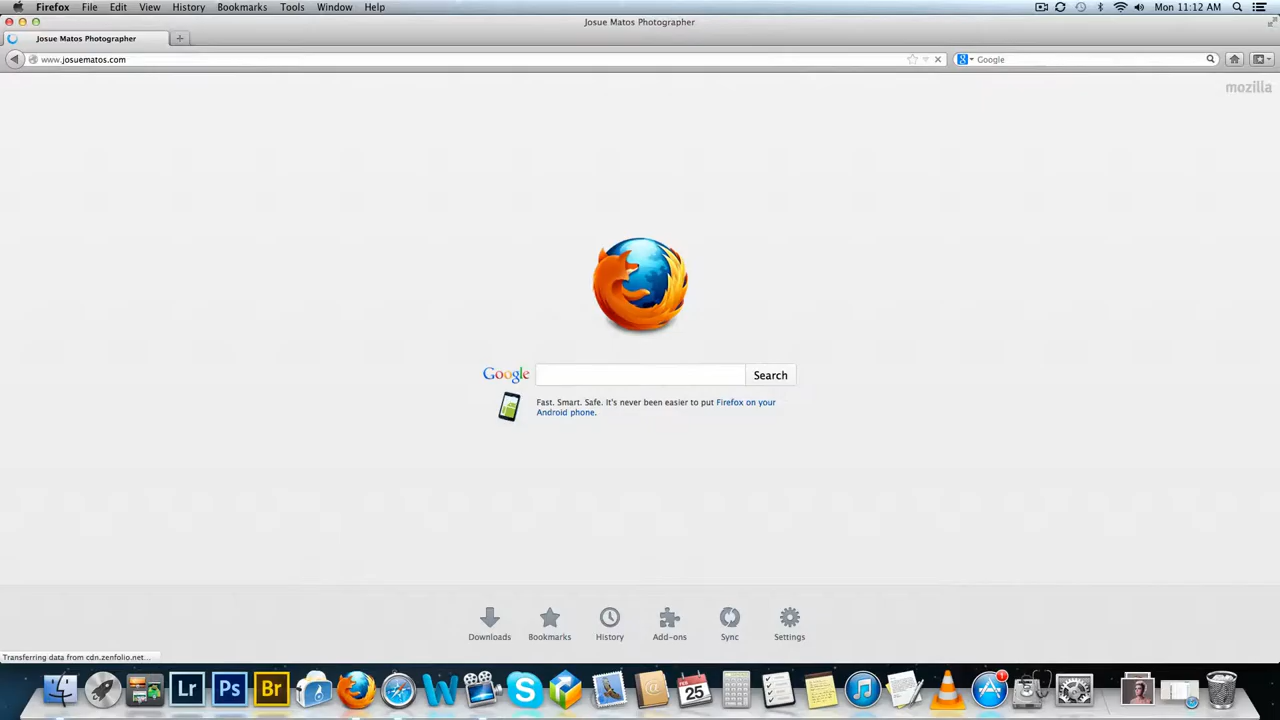 Firefox File Edit View History Bookmarks Tools Window Help Mon 11:12 AM
Josue Matos Photographer
Josue Matos Photographer
www.josuematos.com Google
mozilla
Google Search
Fast. Smart. Safe. It's never been easier to put Firefox on your
Android phone.
Downloads Bookmarks History Add-ons Sync Settings
Transferring data from cdn.zenfolio.net...
Lr Ps Br W S FEB 25 1